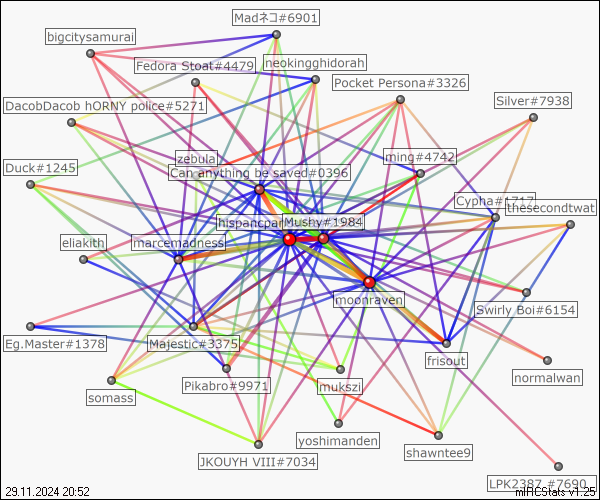 Madネコ#6901
bigcitysamurai
Fedora Stoat#4479
neokingghidorah
Pocket Persona#3326
DacobDacob hORNY police#5271
Silver#7938
zebula
ming#4742
Duck#1245
Can anything be saved#0396
Cypha#1717
thesecondtwat
hispancpa
Mushy#1984
eliakith
marcemadness
moonraven
Swirly Boi#6154
Eg.Master#1378
Majestic#3375
frisout
normalwan
Pikabro#9971
mukszi
somass
yoshimanden
shawntee9
JKOUYH VIII#7034
LPK2387 #7690
29.11.2024 20:52
mIRCStats v1.25